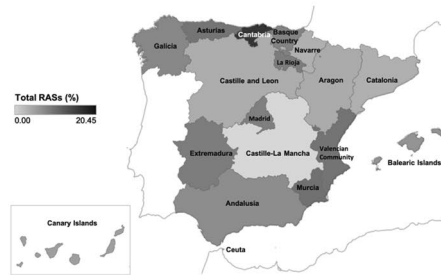 Asturias
Cantabria
Basque
Country
Galicia
Navarre
La Rioja
Total RASs (%)
0.00
20.45
Castille and Leon
Aragon
Catalonia
Madrid
Extremadura
Castille-La Mancha
Valencian
Community
Balearic Islands
Murcia
Andalusia
Canary Islands
Ceuta